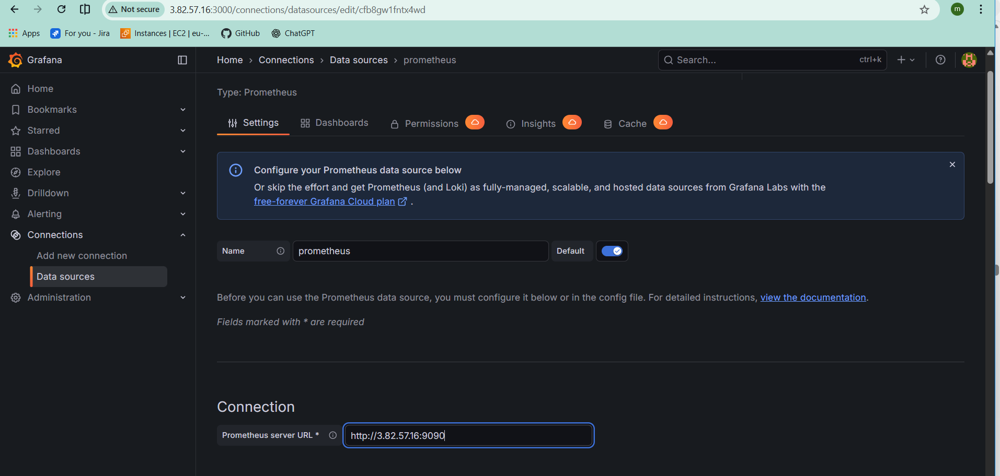 Not secure 3.82.57.16:3000/connections/datasources/edit/cfb8gw1fntx4wd m
Apps For you - Jira Instances | EC2 | eu-... GitHub ChatGPT
Grafana
Home › Connections › Data sources › prometheus
Search... ctrl+k
Home
Bookmarks
Starred
Dashboards
Explore
Drilldown
Alerting
Connections
Add new connection
Data sources
Administration
Type: Prometheus
Settings Dashboards Permissions Insights Cache
Configure your Prometheus data source below
Or skip the effort and get Prometheus (and Loki) as fully-managed, scalable, and hosted data sources from Grafana Labs with the
free-forever Grafana Cloud plan .
Name prometheus Default
Before you can use the Prometheus data source, you must configure it below or in the config file. For detailed instructions, view the documentation.
Fields marked with * are required
Connection
Prometheus server URL * http://3.82.57.16:9090